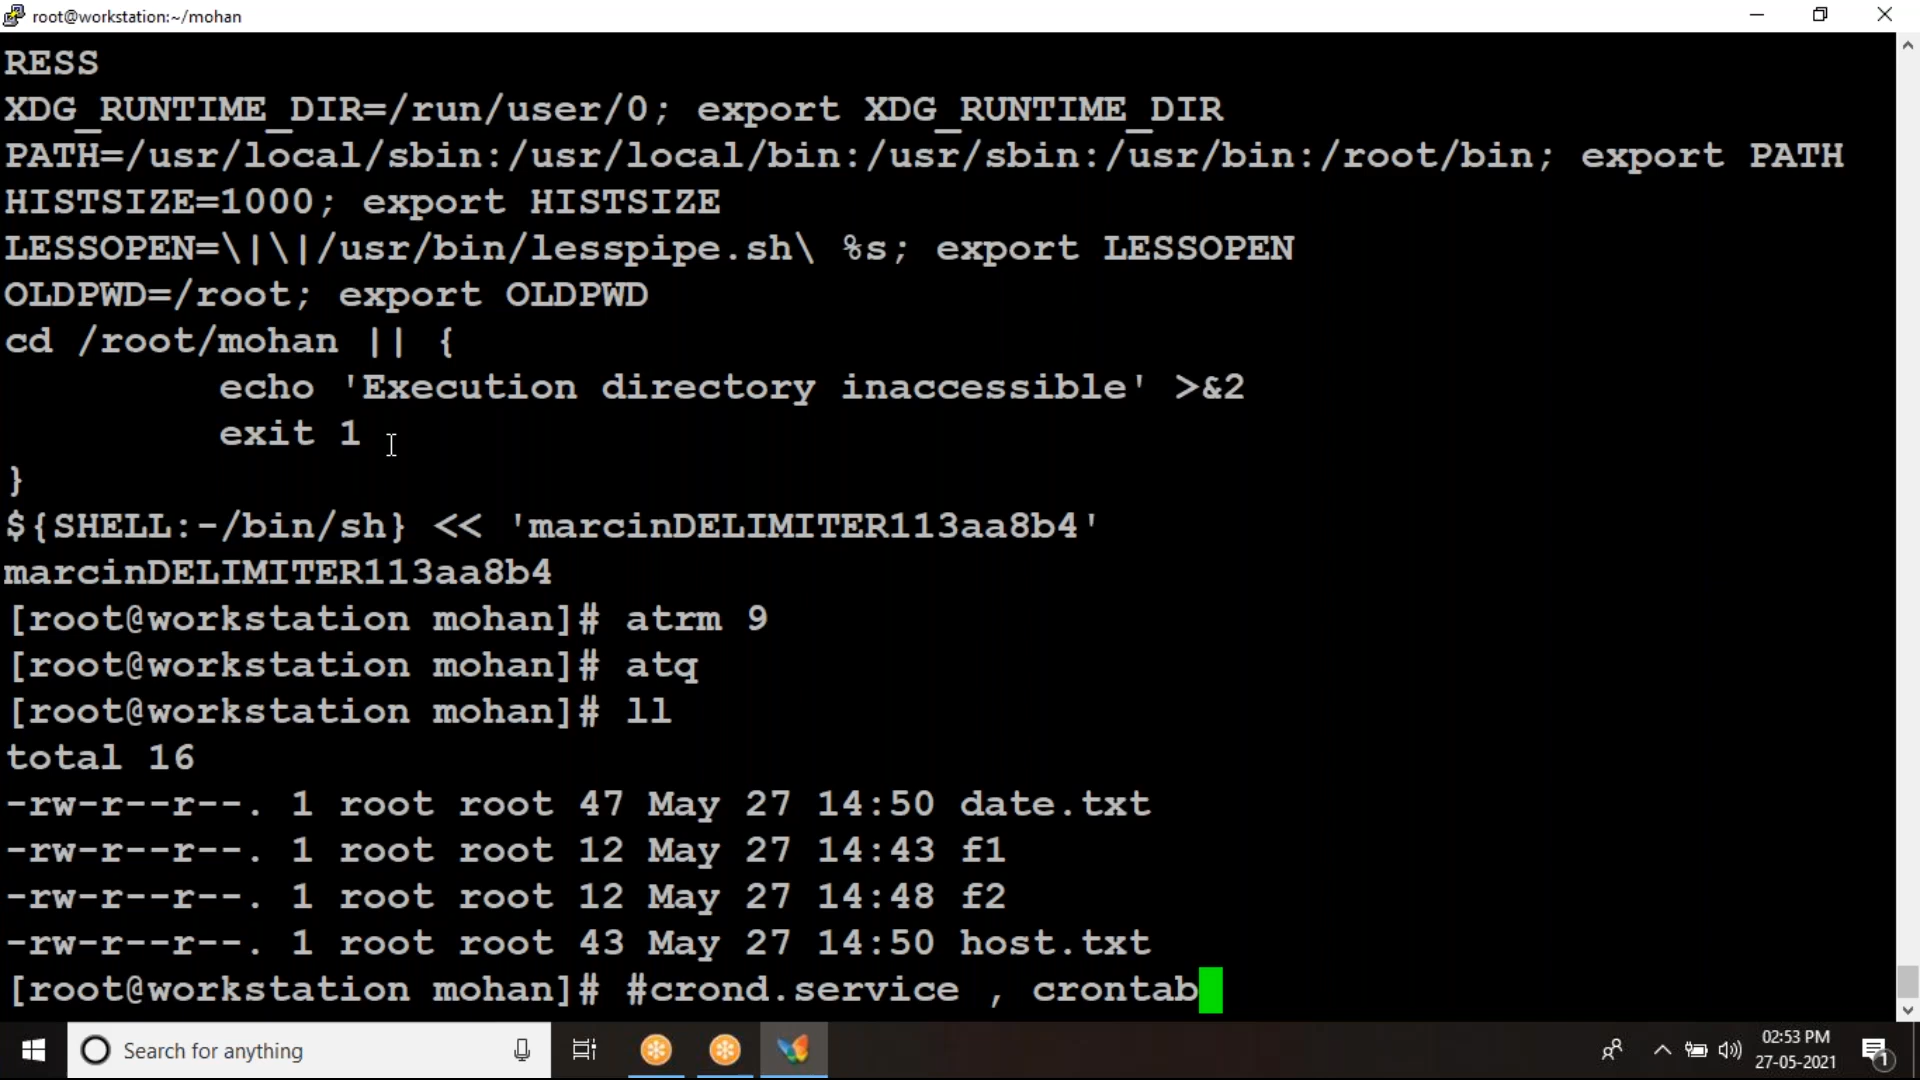 root@workstation:~/mohan
RESS
XDG_RUNTIME_DIR=/run/user/0; export XDG_RUNTIME_DIR
PATH=/usr/local/sbin:/usr/local/bin:/usr/sbin:/usr/bin:/root/bin; export PATH
HISTSIZE=1000; export HISTSIZE
LESSOPEN=\|\|/usr/bin/lesspipe.sh\ %s; export LESSOPEN
OLDPWD=/root; export OLDPWD
cd /root/mohan || {
        echo 'Execution directory inaccessible' >&2
        exit 1
}
${SHELL:-/bin/sh} << 'marcinDELIMITER113aa8b4'
marcinDELIMITER113aa8b4
[root@workstation mohan]# atrm 9
[root@workstation mohan]# atq
[root@workstation mohan]# ll
total 16
-rw-r--r--. 1 root root 47 May 27 14:50 date.txt
-rw-r--r--. 1 root root 12 May 27 14:43 f1
-rw-r--r--. 1 root root 12 May 27 14:48 f2
-rw-r--r--. 1 root root 43 May 27 14:50 host.txt
[root@workstation mohan]# #crond.service , crontab
Search for anything
02:53 PM
27-05-2021
1